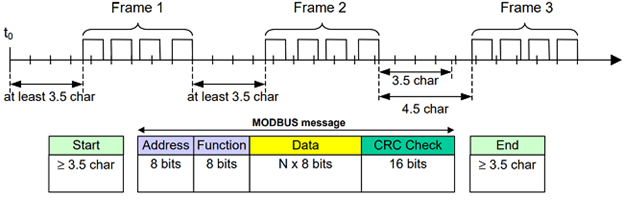 Frame 1 Frame 2 Frame 3
t0
at least 3.5 char at least 3.5 char 3.5 char
4.5 char
MODBUS message
Start Address Function Data CRC Check End
≥ 3.5 char 8 bits 8 bits N x 8 bits 16 bits ≥ 3.5 char